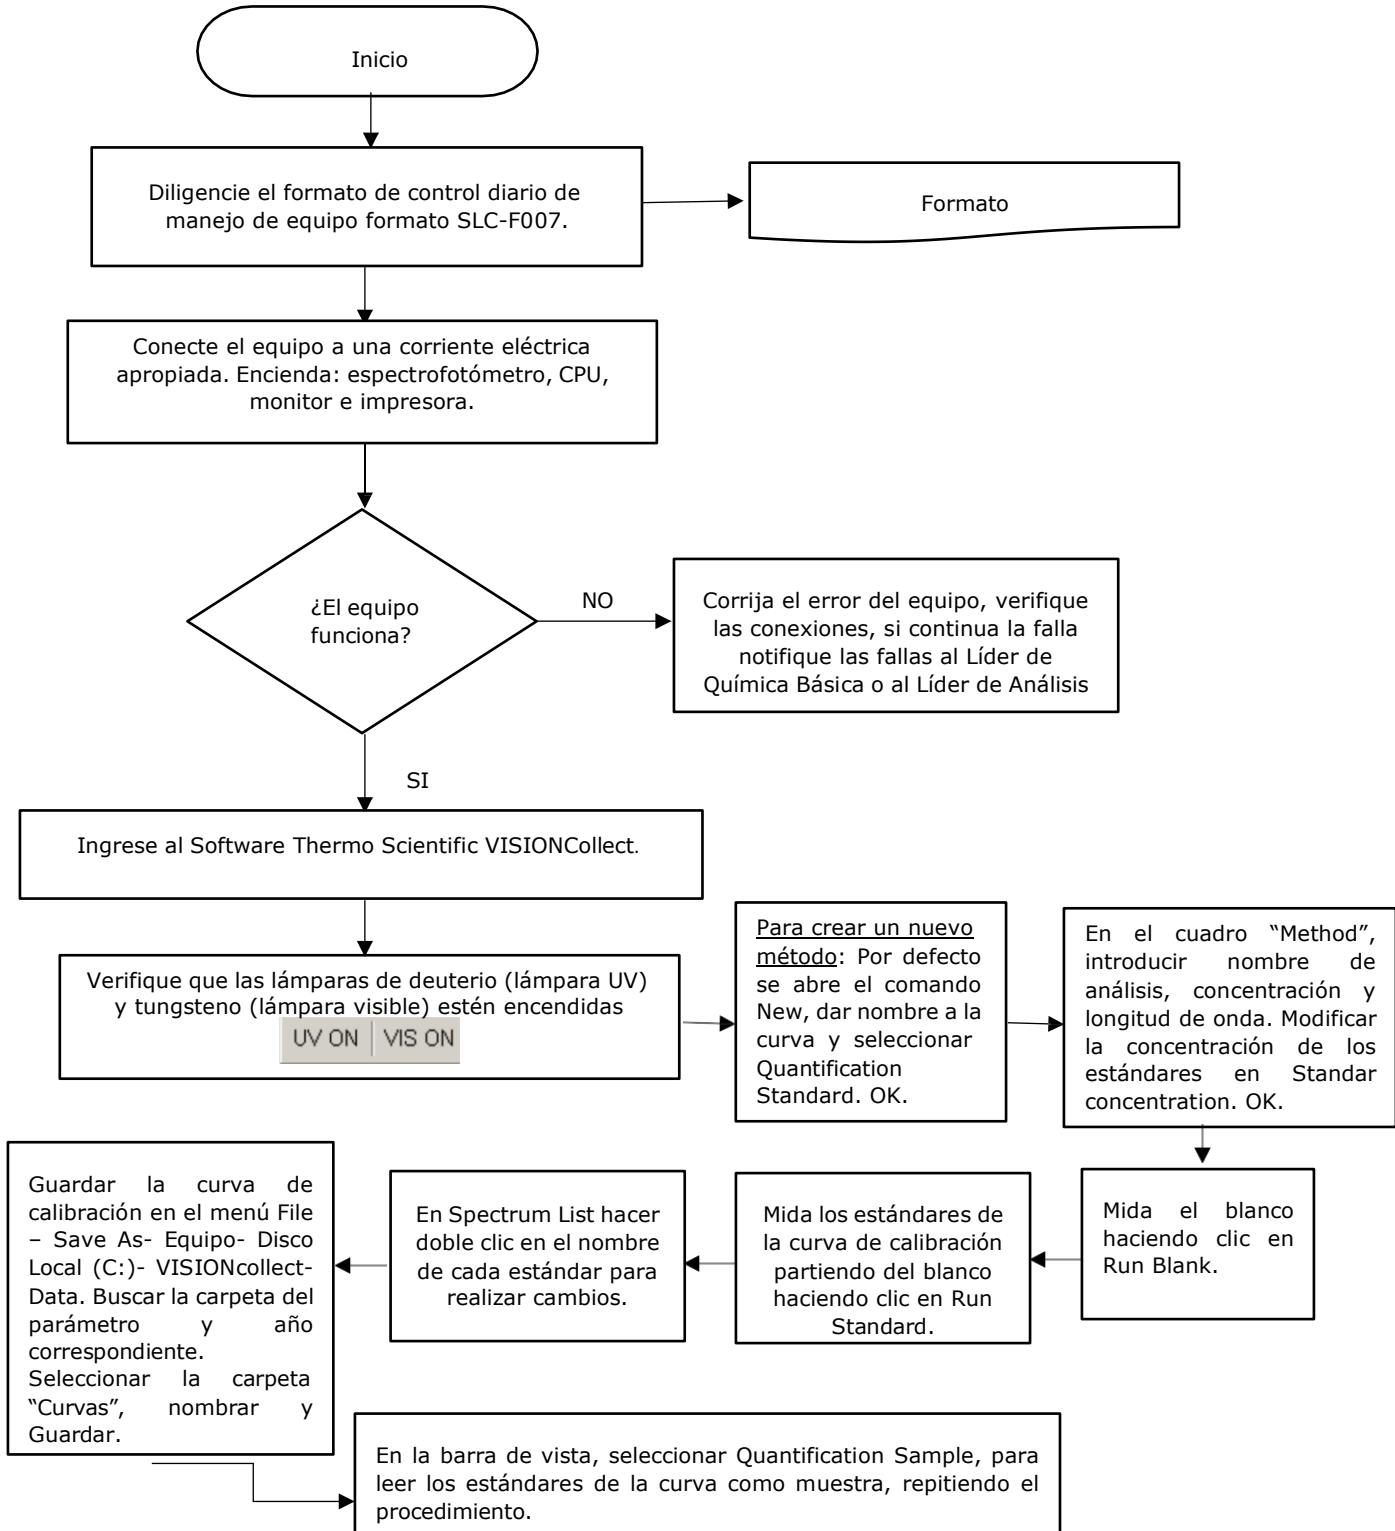 Inicio
Diligencie el formato de control diario de
manejo de equipo formato SLC-F007.
Formato
Conecte el equipo a una corriente eléctrica
apropiada. Encienda: espectrofotómetro, CPU,
monitor e impresora.
¿El equipo
funciona?
NO
Corrija el error del equipo, verifique
las conexiones, si continua la falla
notifique las fallas al Líder de
Química Básica o al Líder de Análisis
SI
Ingrese al Software Thermo Scientific VISIONCollect.
Verifique que las lámparas de deuterio (lámpara UV)
y tungsteno (lámpara visible) estén encendidas
UV ON VIS ON
Para crear un nuevo
método: Por defecto
se abre el comando
New, dar nombre a la
curva y seleccionar
Quantification
Standard. OK.
En el cuadro “Method”,
introducir nombre de
análisis, concentración y
longitud de onda. Modificar
la concentración de los
estándares en Standar
concentration. OK.
Mida el blanco
haciendo clic en
Run Blank.
Mida los estándares de
la curva de calibración
partiendo del blanco
haciendo clic en Run
Standard.
En Spectrum List hacer
doble clic en el nombre
de cada estándar para
realizar cambios.
Guardar la curva de
calibración en el menú File
– Save As- Equipo- Disco
Local (C:)- VISIONcollect-
Data. Buscar la carpeta del
parámetro y año
correspondiente.
Seleccionar la carpeta
“Curvas”, nombrar y
Guardar.
En la barra de vista, seleccionar Quantification Sample, para
leer los estándares de la curva como muestra, repitiendo el
procedimiento.